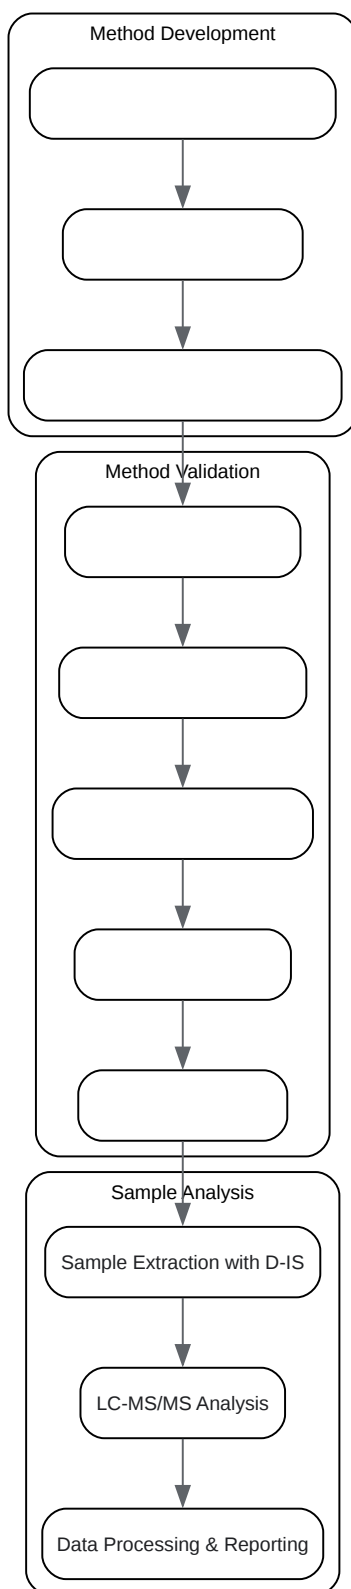 Method Development
Method Validation
Sample Analysis
Sample Extraction with D-IS
LC-MS/MS Analysis
Data Processing & Reporting